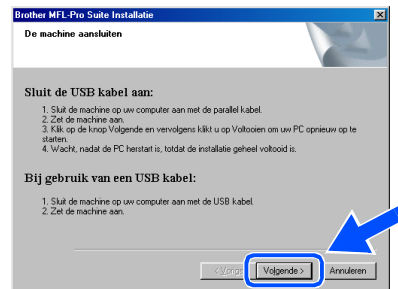 Brother MFL-Pro Suite Installatie
De machine aansluiten
Sluit de USB kabel aan:
1. Sluit de machine op uw computer aan met de parallel kabel.
2. Zet de machine aan.
3. Klik op de knop Volgende en vervolgens klikt u op Voltooien om uw PC opnieuw op te
starten.
4. Wacht, nadat de PC herstart is, totdat de installatie geheel voltooid is.
Bij gebruik van een USB kabel:
1. Sluit de machine op uw computer aan met de USB kabel.
2. Zet de machine aan.
< Vorige
Volgende >
Annuleren